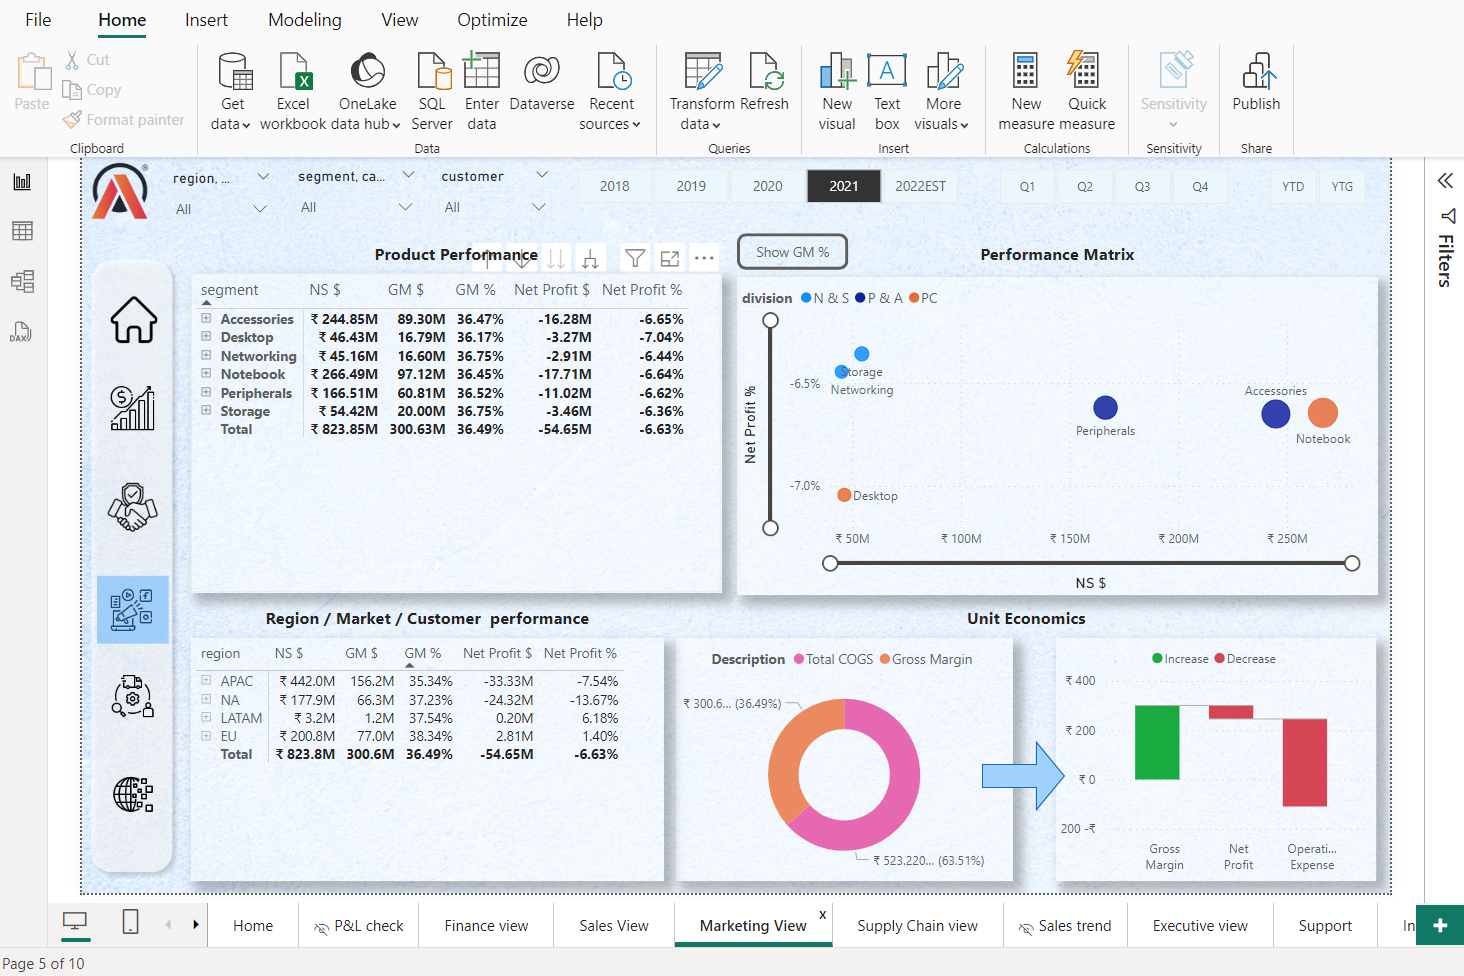 File Home Insert Modeling View Optimize Help
Paste
Cut
Copy
Format painter
Clipboard
Get data
Excel workbook
OneLake data hub
SQL Server
Enter data
Dataverse
Recent sources
Data
Transform data
Refresh
Queries
New visual
Text box
More visuals
Insert
New measure
Quick measure
Calculations
Sensitivity
Sensitivity
Publish
Share
region, ...
All
segment, ca...
All
customer
All
2018 2019 2020 2021 2022EST
Q1 Q2 Q3 Q4
YTD YTG
Filters
Product Performance
segment NS $ GM $ GM % Net Profit $ Net Profit %
Accessories ₹ 244.85M 89.30M 36.47% -16.28M -6.65%
Desktop ₹ 46.43M 16.79M 36.17% -3.27M -7.04%
Networking ₹ 45.16M 16.60M 36.75% -2.91M -6.44%
Notebook ₹ 266.49M 97.12M 36.45% -17.71M -6.64%
Peripherals ₹ 166.51M 60.81M 36.52% -11.02M -6.62%
Storage ₹ 54.42M 20.00M 36.75% -3.46M -6.36%
Total ₹ 823.85M 300.63M 36.49% -54.65M -6.63%
Show GM %
Performance Matrix
division N & S P & A PC
Net Profit %
-6.5%
-7.0%
Storage
Networking
Accessories
Peripherals
Notebook
Desktop
₹ 50M ₹ 100M ₹ 150M ₹ 200M ₹ 250M
NS $
Region / Market / Customer performance
region NS $ GM $ GM % Net Profit $ Net Profit %
APAC ₹ 442.0M 156.2M 35.34% -33.33M -7.54%
NA ₹ 177.9M 66.3M 37.23% -24.32M -13.67%
LATAM ₹ 3.2M 1.2M 37.54% 0.20M 6.18%
EU ₹ 200.8M 77.0M 38.34% 2.81M 1.40%
Total ₹ 823.8M 300.6M 36.49% -54.65M -6.63%
Unit Economics
Description Total COGS Gross Margin
₹ 300.6... (36.49%)
₹ 523.220... (63.51%)
Increase Decrease
₹ 400
₹ 200
₹ 0
200 -₹
Gross Margin
Net Profit
Operati... Expense
Home P&L check Finance view Sales View Marketing View X Supply Chain view Sales trend Executive view Support In
Page 5 of 10